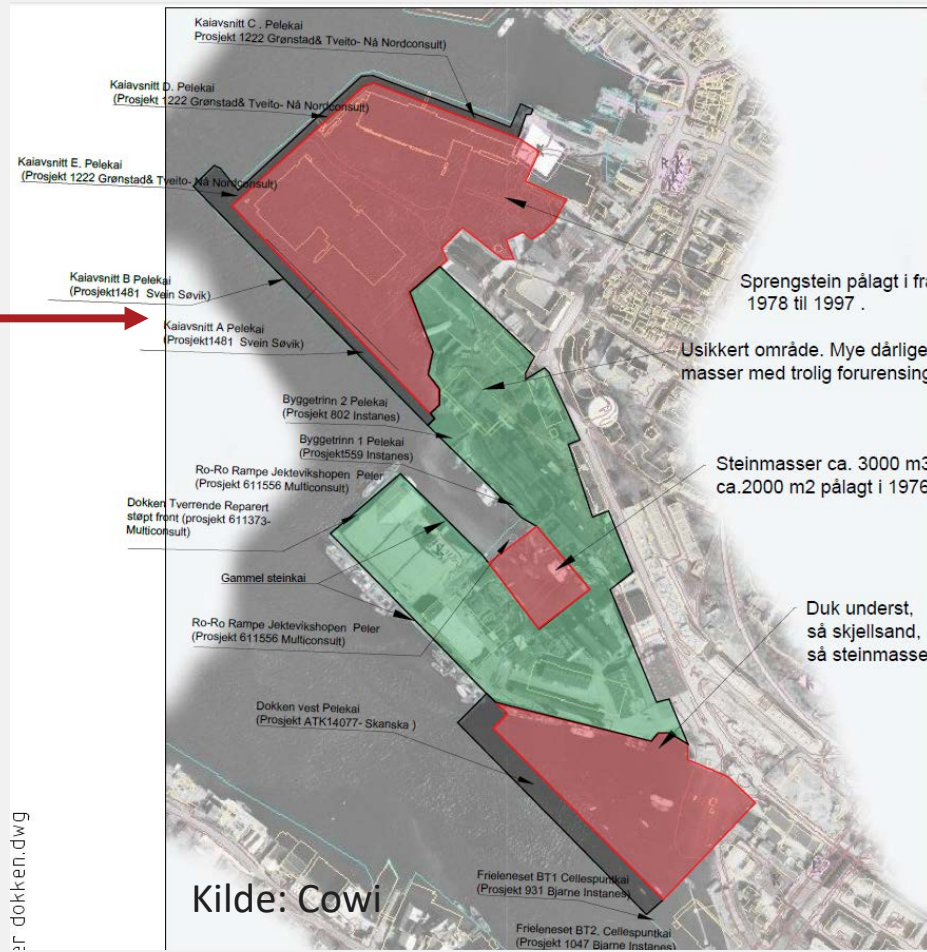 Kaiavsnitt C , Pelekai
Prosjekt 1222 Grønstad& Tveito- Nå Nordconsult)
Kaiavsnitt D. Pelekai
(Prosjekt 1222 Grønstad& Tveito- Nå Nordconsult)
Kaiavsnitt E. Pelekai
(Prosjekt 1222 Grønstad& Tveito- Nå Nordconsult)
Kaiavsnitt B Pelekai
(Prosjekt1481 Svein Søvik)
Kaiavsnitt A Pelekai
(Prosjekt1481 Svein Søvik)
Sprengstein pålagt i fra
1978 til 1997 .
Usikkert område. Mye dårlige
masser med trolig forurensing
Byggetrinn 2 Pelekai
(Prosjekt 802 Instanes)
Byggetrinn 1 Pelekai
(Prosjekt559 Instanes)
Ro-Ro Rampe Jektevikshopen Peler
(Prosjekt 611556 Multiconsult)
Steinmasser ca. 3000 m3
ca.2000 m2 pålagt i 1976
Dokken Tverrende Reparert
støpt front (prosjekt 611373-
Multiconsult)
Gammel steinkai
Ro-Ro Rampe Jektevikshopen Peler
(Prosjekt 611556 Multiconsult)
Duk underst,
så skjellsand,
så steinmasse
Dokken vest Pelekai
(Prosjekt ATK14077- Skanska )
Frieleneset BT1 Cellespuntkai
(Prosjekt 931 Bjarne Instanes)
Frieleneset BT2, Cellespuntkai
(Prosjekt 1047 Bjarne Instanes)
Kilde: Cowi
er dokken.dwg